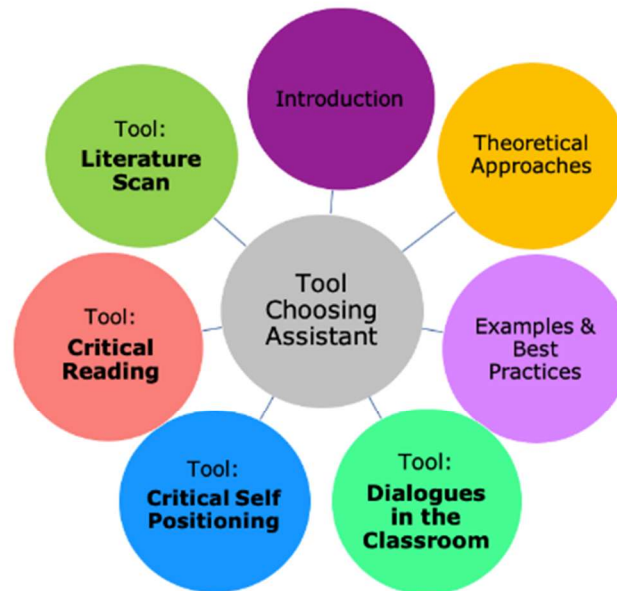 Introduction
Theoretical
Approaches
Examples &
Best
Practices
Tool:
Dialogues
in the
Classroom
Tool:
Critical Self
Positioning
Tool:
Critical
Reading
Tool:
Literature
Scan
Tool
Choosing
Assistant